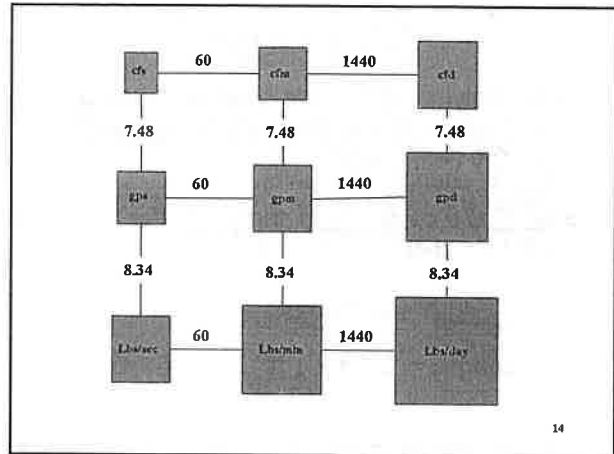 60 1440
cfs cfm cfd
7.48 7.48 7.48
60 1440
gps gpm gpd
8.34 8.34 8.34
60 1440
Lbs/sec Lbs/min Lbs/day
14